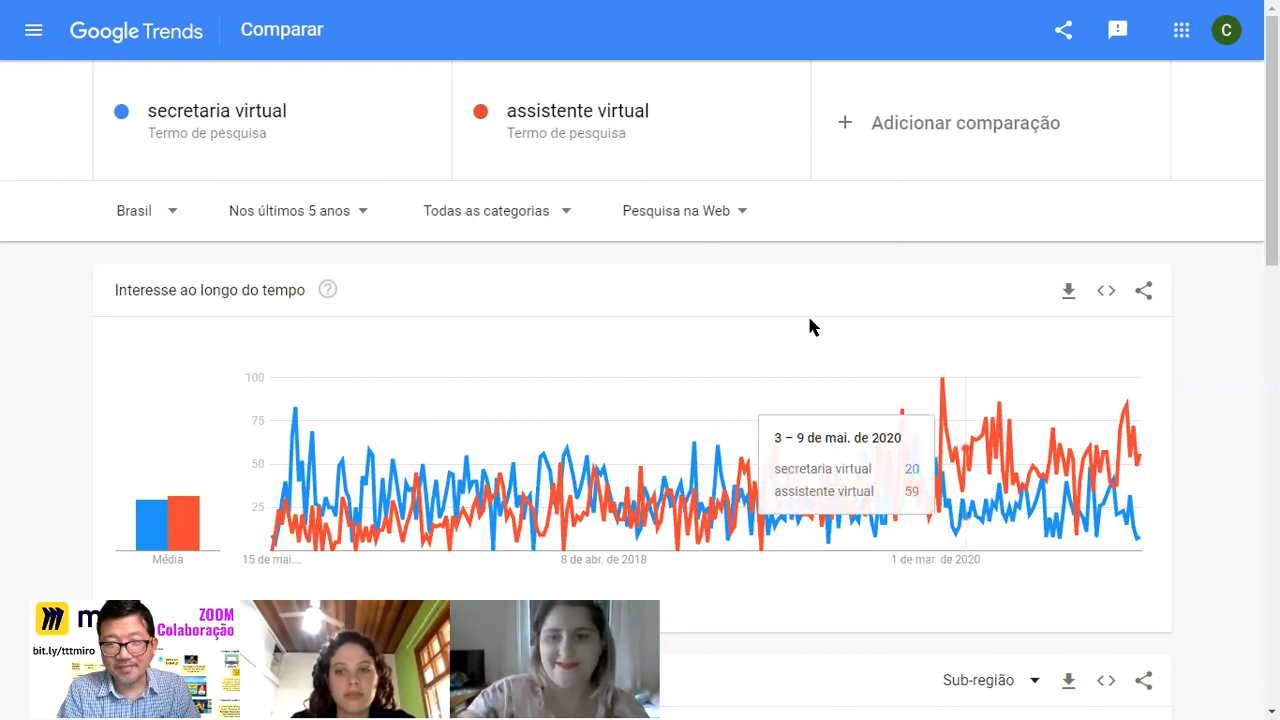 Google Trends
Comparar
C
secretaria virtual
Termo de pesquisa
assistente virtual
Termo de pesquisa
+ Adicionar comparação
Brasil
Nos últimos 5 anos
Todas as categorias
Pesquisa na Web
Interesse ao longo do tempo
100
75
50
25
3 – 9 de mai. de 2020
secretaria virtual 20
assistente virtual 59
Média
15 de mai....
8 de abr. de 2018
1 de mar. de 2020
ZOOM
Colaboração
bit.ly/tttmiro
Sub-região